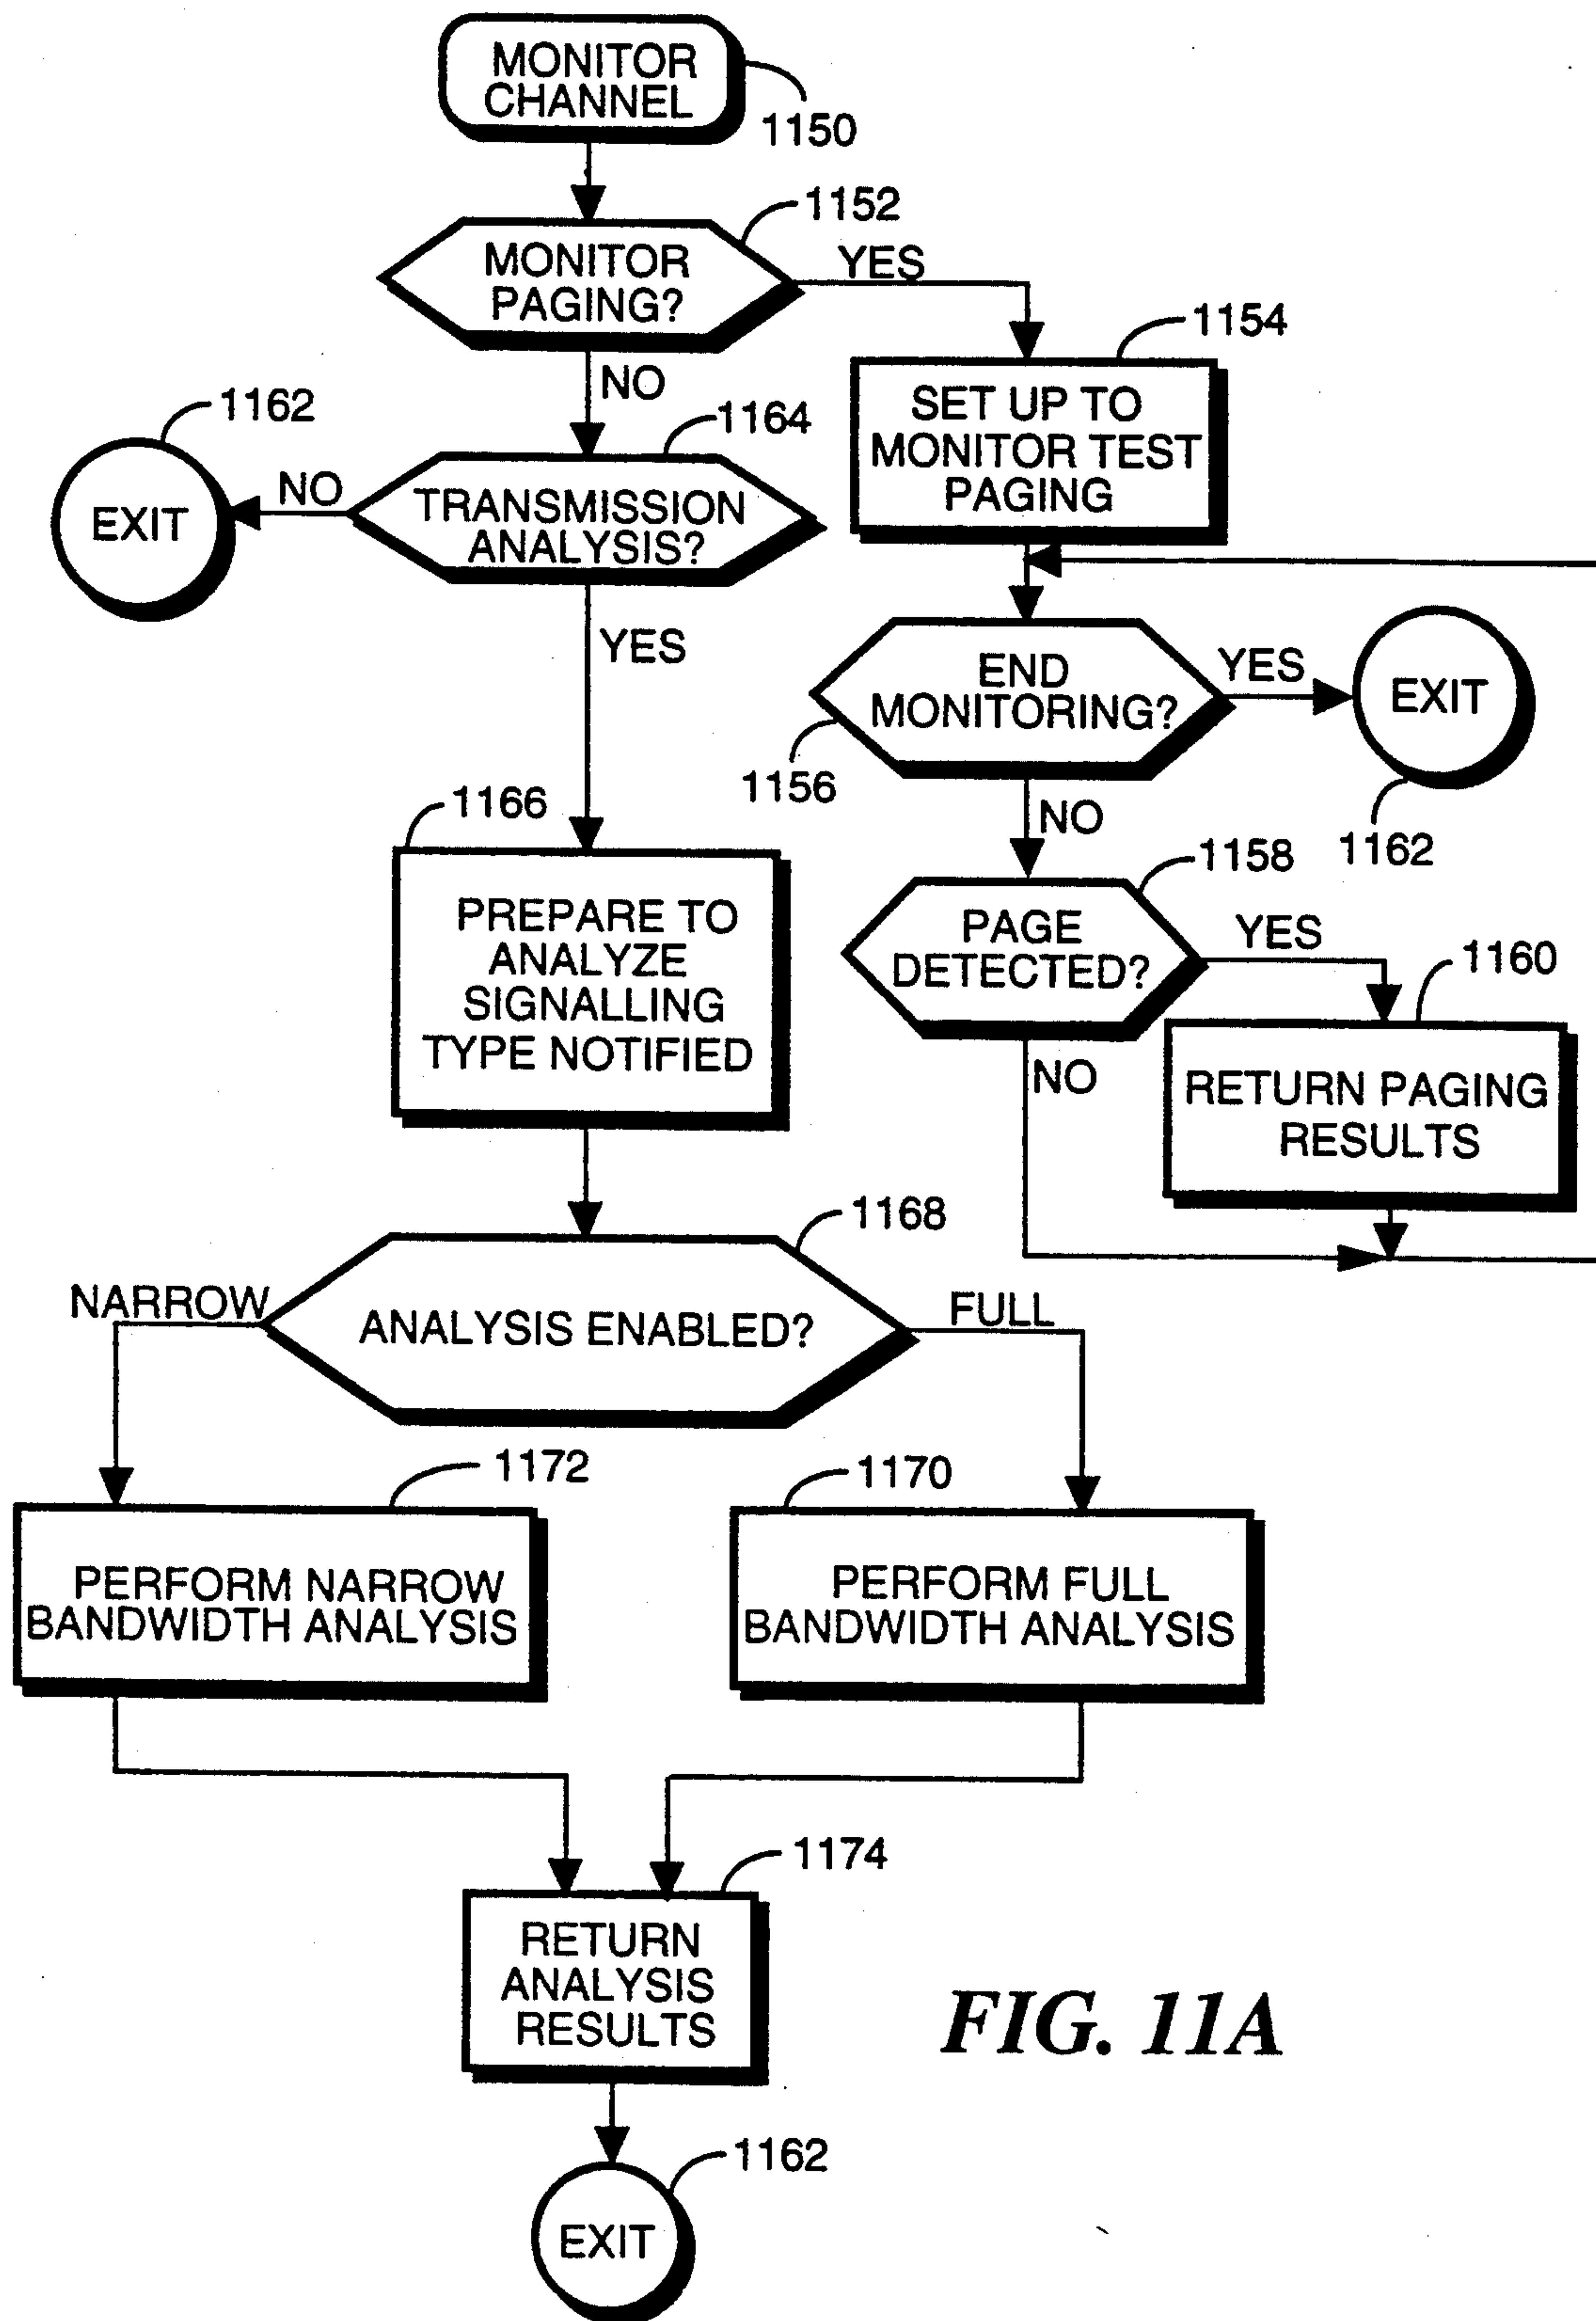 MONITOR
CHANNEL
1150
1152
MONITOR
PAGING?
YES
NO
1154
SET UP TO
MONITOR TEST
PAGING
1162
EXIT
NO
1164
TRANSMISSION
ANALYSIS?
YES
END
MONITORING?
YES
EXIT
1156
1162
NO
1166
PREPARE TO
ANALYZE
SIGNALLING
TYPE NOTIFIED
1158
PAGE
DETECTED?
YES
NO
1160
RETURN PAGING
RESULTS
1168
NARROW
ANALYSIS ENABLED?
FULL
1172
PERFORM NARROW
BANDWIDTH ANALYSIS
1170
PERFORM FULL
BANDWIDTH ANALYSIS
1174
RETURN
ANALYSIS
RESULTS
FIG. 11A
1162
EXIT